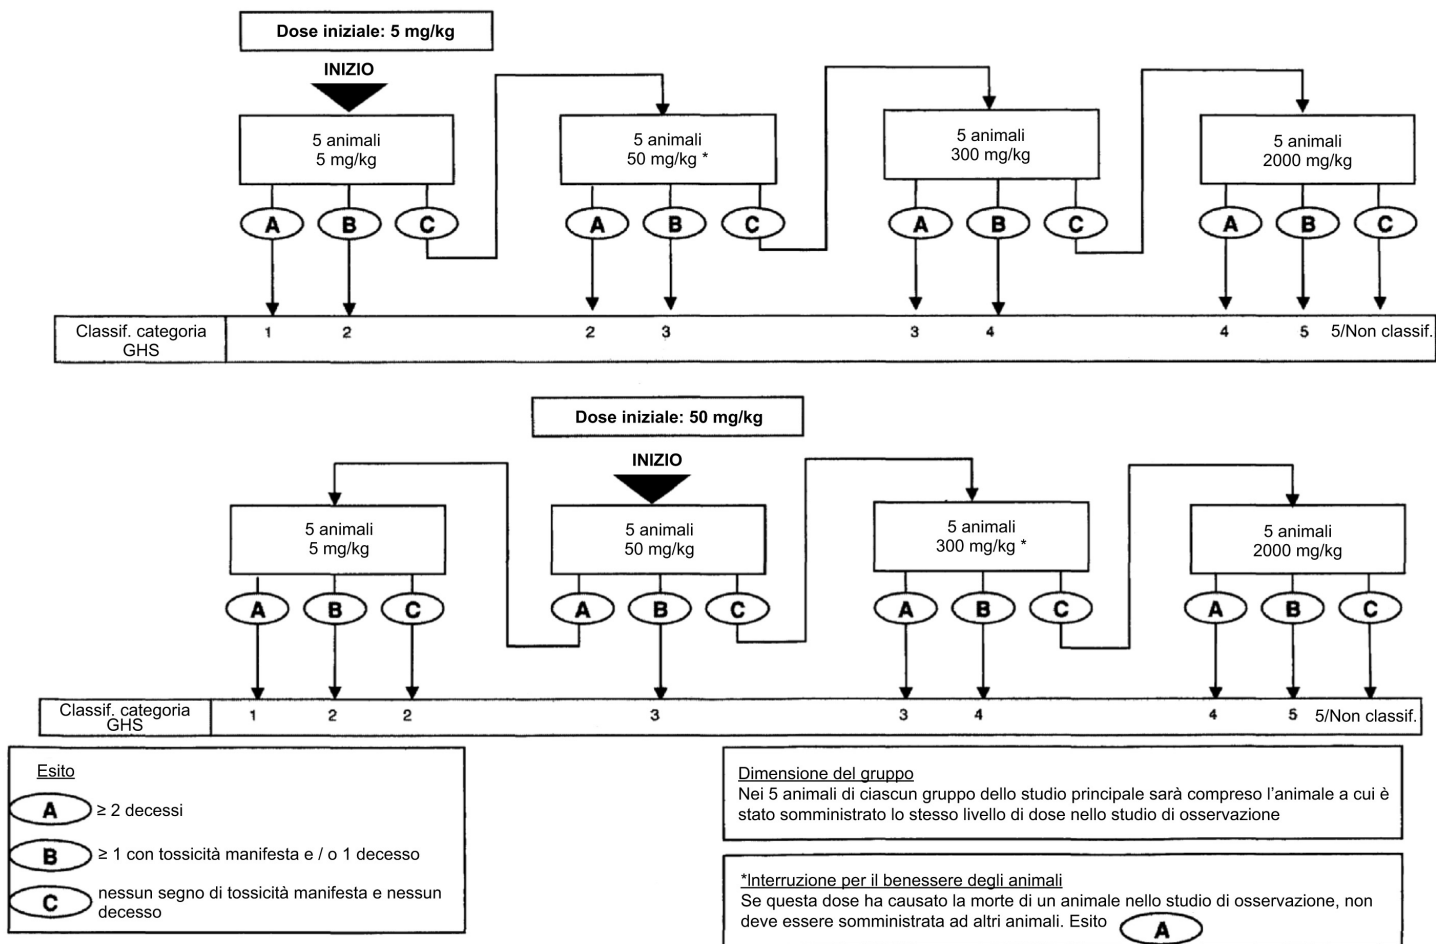 Dose iniziale: 5 mg/kg
INIZIO
5 animali
5 mg/kg
5 animali
50 mg/kg *
5 animali
300 mg/kg
5 animali
2000 mg/kg
A B C A B C A B C A B C
Classif. categoria
GHS
1 2 2 3 3 4 4 5 5/Non classif.
Dose iniziale: 50 mg/kg
INIZIO
5 animali
5 mg/kg
5 animali
50 mg/kg
5 animali
300 mg/kg *
5 animali
2000 mg/kg
A B C A B C A B C A B C
Classif. categoria
GHS
1 2 2 3 3 4 4 5 5/Non classif.
Esito
A ≥ 2 decessi
B ≥ 1 con tossicità manifesta e / o 1 decesso
C nessun segno di tossicità manifesta e nessun
decesso
Dimensione del gruppo
Nei 5 animali di ciascun gruppo dello studio principale sarà compreso l’animale a cui è
stato somministrato lo stesso livello di dose nello studio di osservazione
*Interruzione per il benessere degli animali
Se questa dose ha causato la morte di un animale nello studio di osservazione, non
deve essere somministrata ad altri animali. Esito A